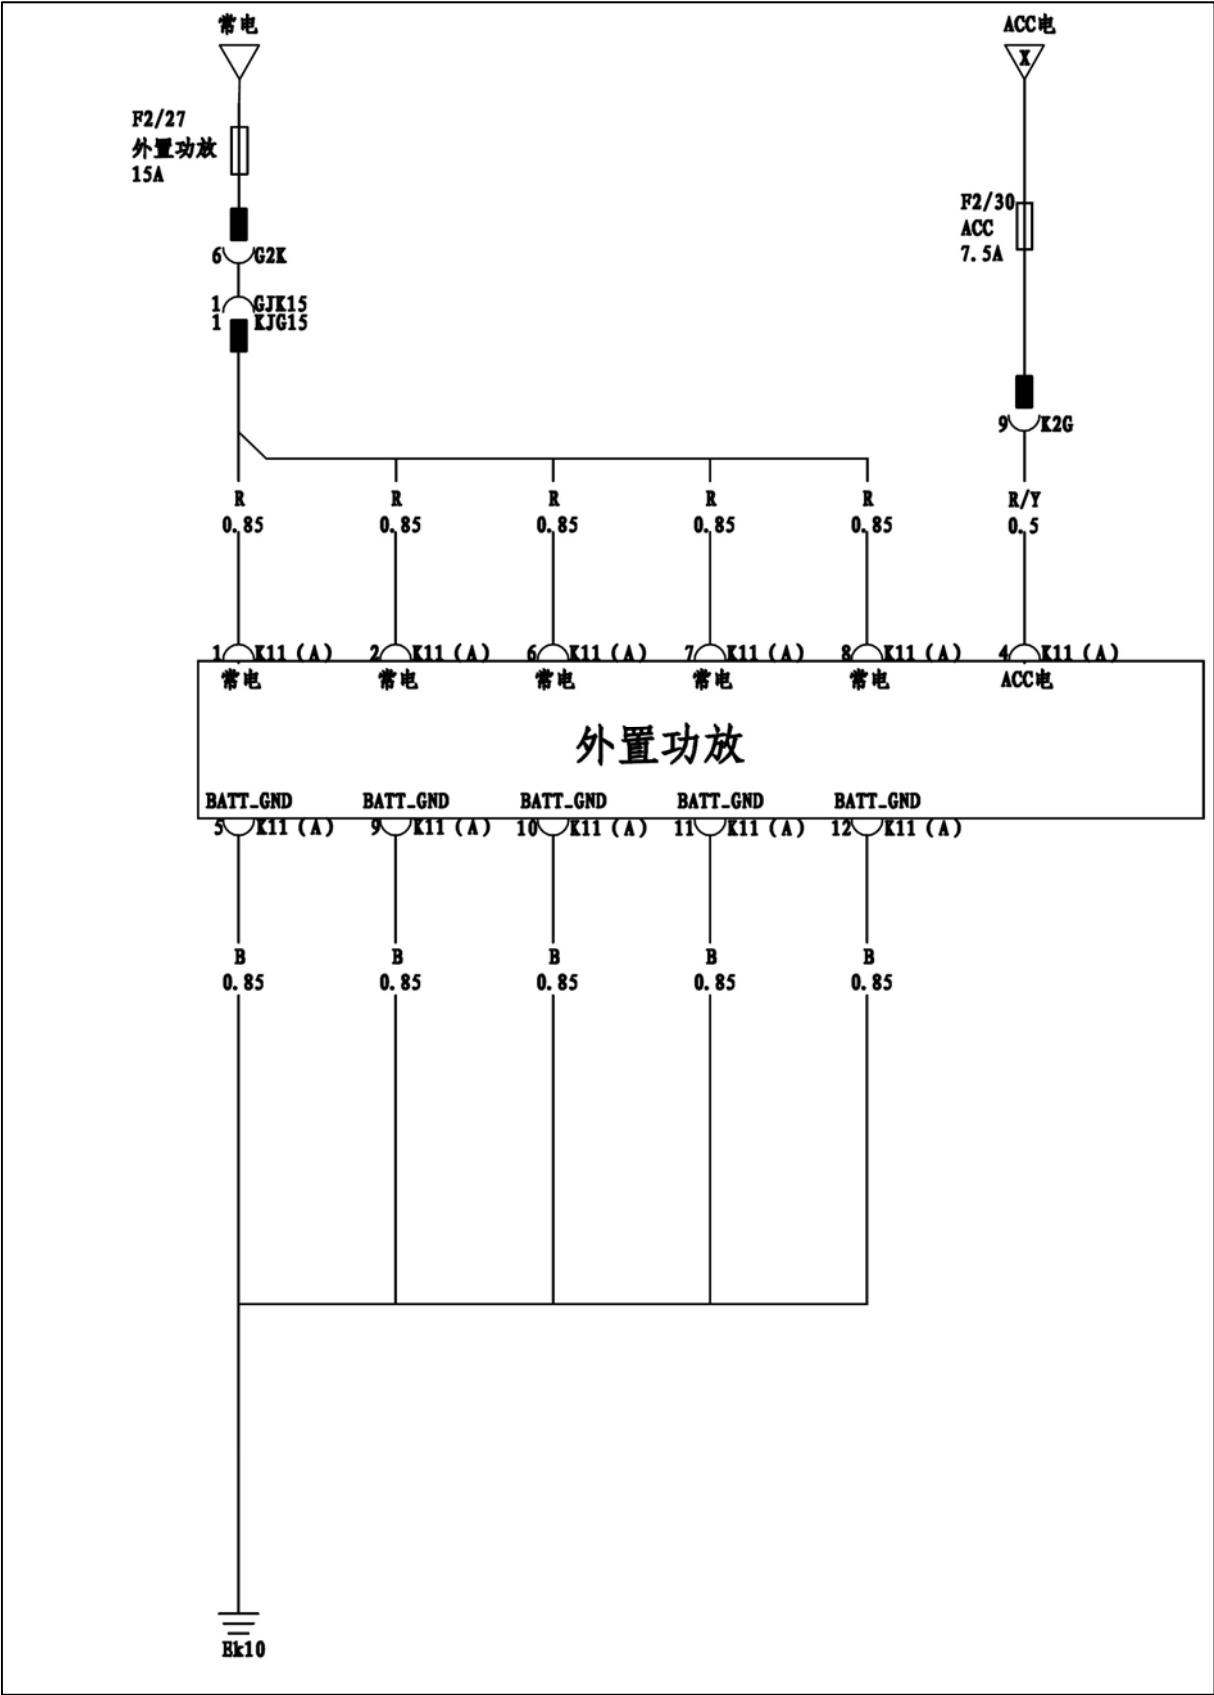 常电
ACC电
X
F2/27
外置功放
15A
F2/30
ACC
7.5A
6 G2K
1 GJK15
1 KJG15
9 K2G
R R R R R R/Y
0.85 0.85 0.85 0.85 0.85 0.5
1 K11(A) 2 K11(A) 6 K11(A) 7 K11(A) 8 K11(A) 4 K11(A)
常电 常电 常电 常电 常电 ACC电
外置功放
BATT_GND BATT_GND BATT_GND BATT_GND BATT_GND
5 K11(A) 9 K11(A) 10 K11(A) 11 K11(A) 12 K11(A)
B B B B B
0.85 0.85 0.85 0.85 0.85
Ek10